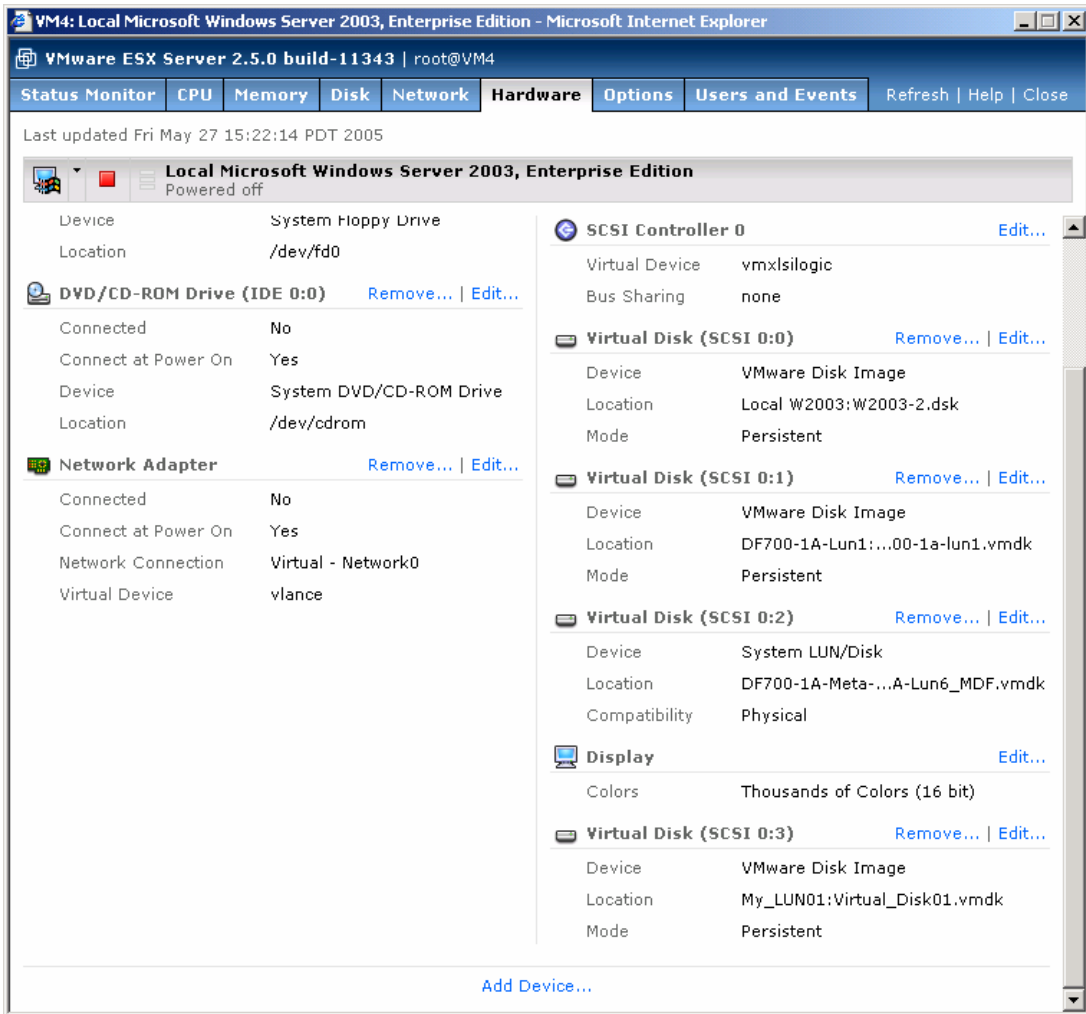 VM4: Local Microsoft Windows Server 2003, Enterprise Edition - Microsoft Internet Explorer
VMware ESX Server 2.5.0 build-11343 | root@VM4
Status Monitor CPU Memory Disk Network Hardware Options Users and Events Refresh | Help | Close
Last updated Fri May 27 15:22:14 PDT 2005
Local Microsoft Windows Server 2003, Enterprise Edition
Powered off
Device System Floppy Drive
Location /dev/fd0
DVD/CD-ROM Drive (IDE 0:0) Remove... | Edit...
Connected No
Connect at Power On Yes
Device System DVD/CD-ROM Drive
Location /dev/cdrom
Network Adapter Remove... | Edit...
Connected No
Connect at Power On Yes
Network Connection Virtual - Network0
Virtual Device vlance
SCSI Controller 0 Edit...
Virtual Device vmxlsilogic
Bus Sharing none
Virtual Disk (SCSI 0:0) Remove... | Edit...
Device VMware Disk Image
Location Local W2003:W2003-2.dsk
Mode Persistent
Virtual Disk (SCSI 0:1) Remove... | Edit...
Device VMware Disk Image
Location DF700-1A-Lun1:...00-1a-lun1.vmdk
Mode Persistent
Virtual Disk (SCSI 0:2) Remove... | Edit...
Device System LUN/Disk
Location DF700-1A-Meta-...A-Lun6_MDF.vmdk
Compatibility Physical
Display Edit...
Colors Thousands of Colors (16 bit)
Virtual Disk (SCSI 0:3) Remove... | Edit...
Device VMware Disk Image
Location My_LUN01:Virtual_Disk01.vmdk
Mode Persistent
Add Device...